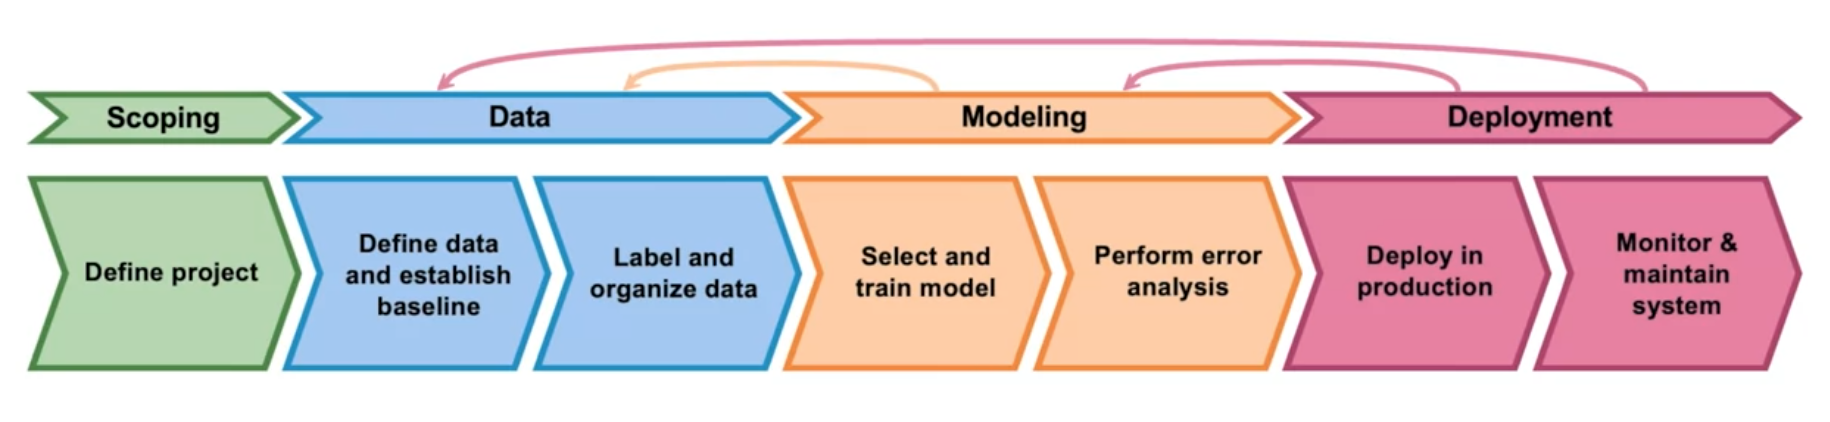 Scoping
Data
Modeling
Deployment
Define project
Define data
and establish
baseline
Label and
organize data
Select and
train model
Perform error
analysis
Deploy in
production
Monitor &
maintain
system